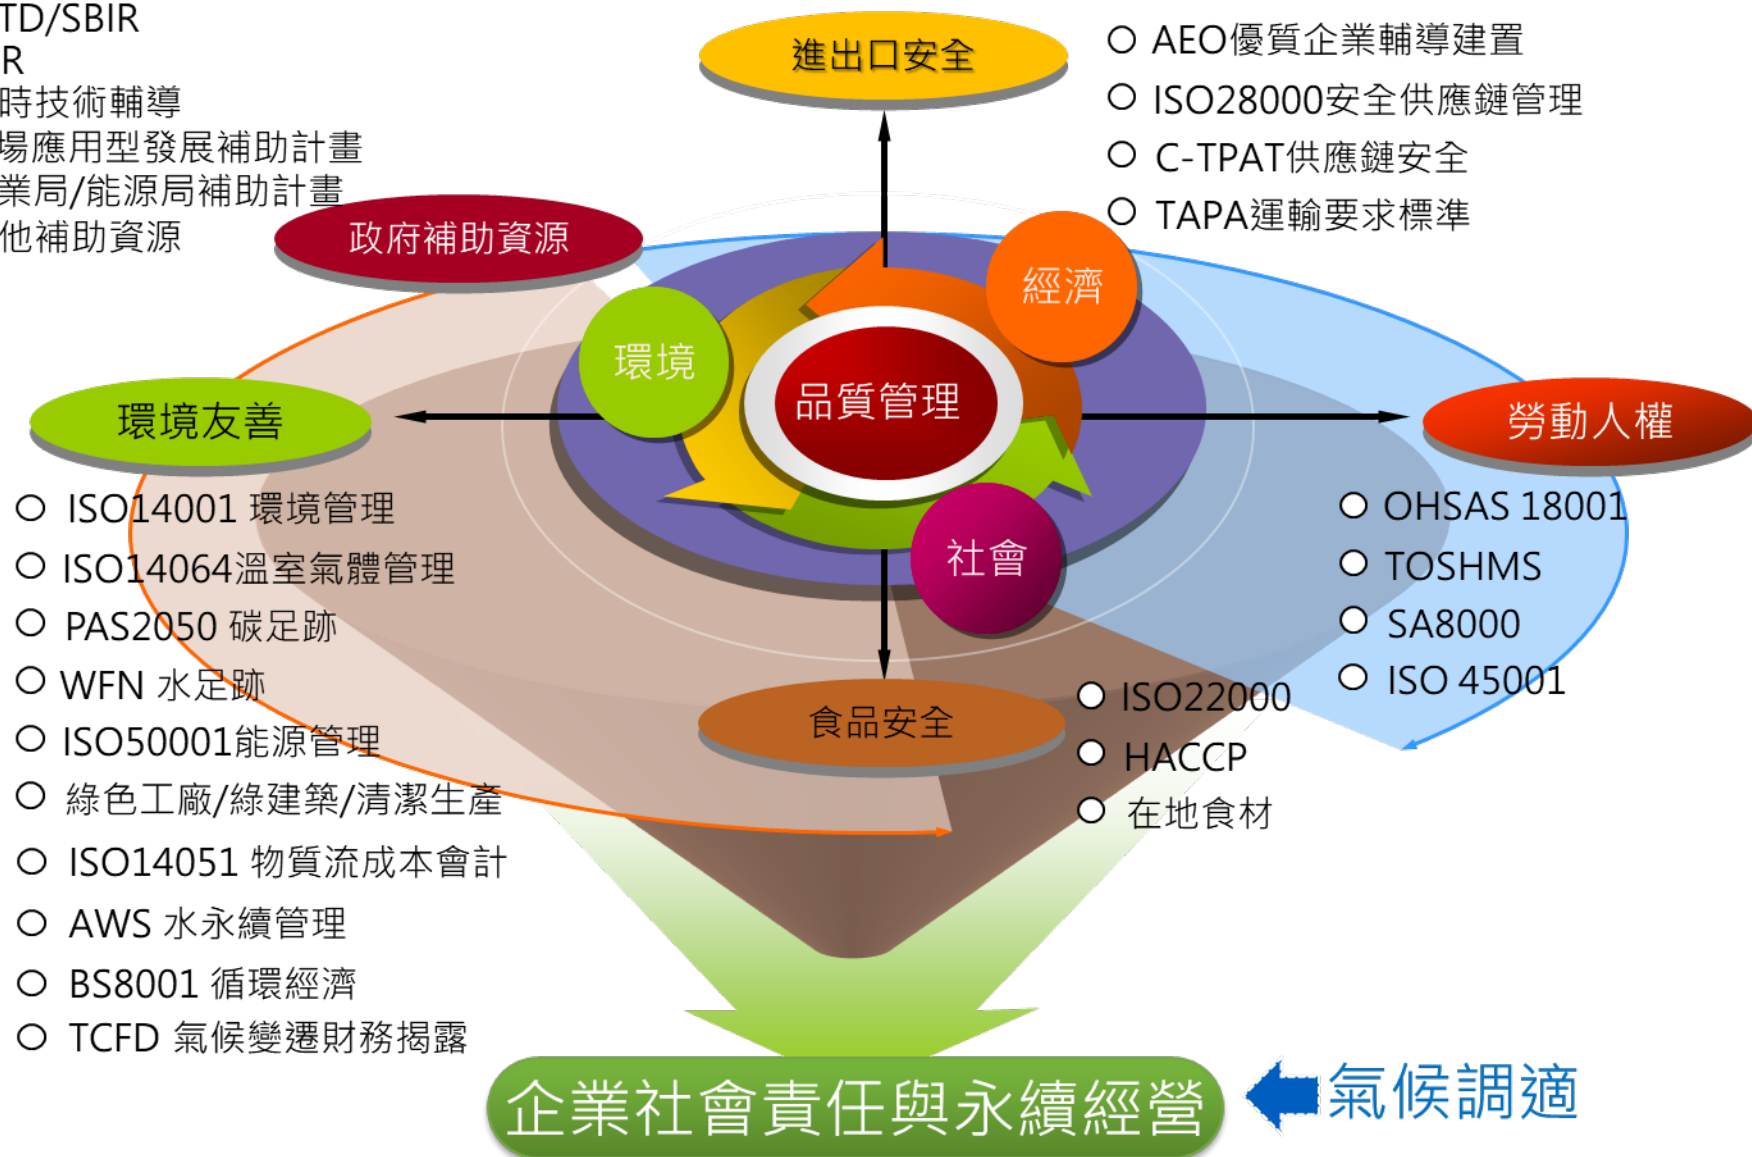 TD/SBIR
R
時技術輔導
場應用型發展補助計畫
業局/能源局補助計畫
他補助資源
政府補助資源
進出口安全
AEO優質企業輔導建置
ISO28000安全供應鏈管理
C-TPAT供應鏈安全
TAPA運輸要求標準
經濟
環境
品質管理
社會
環境友善
ISO14001 環境管理
ISO14064溫室氣體管理
PAS2050 碳足跡
WFN 水足跡
ISO50001能源管理
綠色工廠/綠建築/清潔生產
ISO14051 物質流成本會計
AWS 水永續管理
BS8001 循環經濟
TCFD 氣候變遷財務揭露
勞動人權
OHSAS 18001
TOSHMS
SA8000
ISO 45001
食品安全
ISO22000
HACCP
在地食材
企業社會責任與永續經營
氣候調適